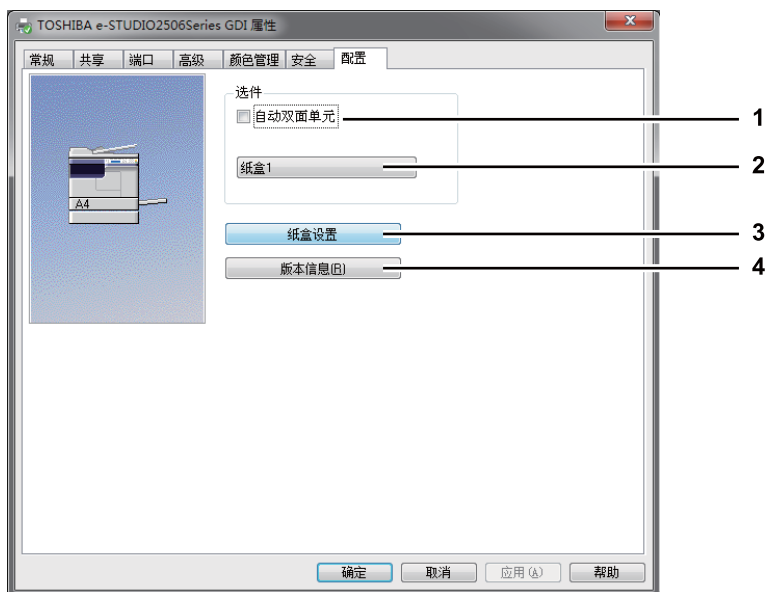 TOSHIBA e-STUDIO2506Series GDI 属性
常规 共享 端口 高级 颜色管理 安全 配置
选件
自动双面单元
1
纸盒1
2
A4
纸盒设置
3
版本信息(R)
4
确定 取消 应用(A) 帮助